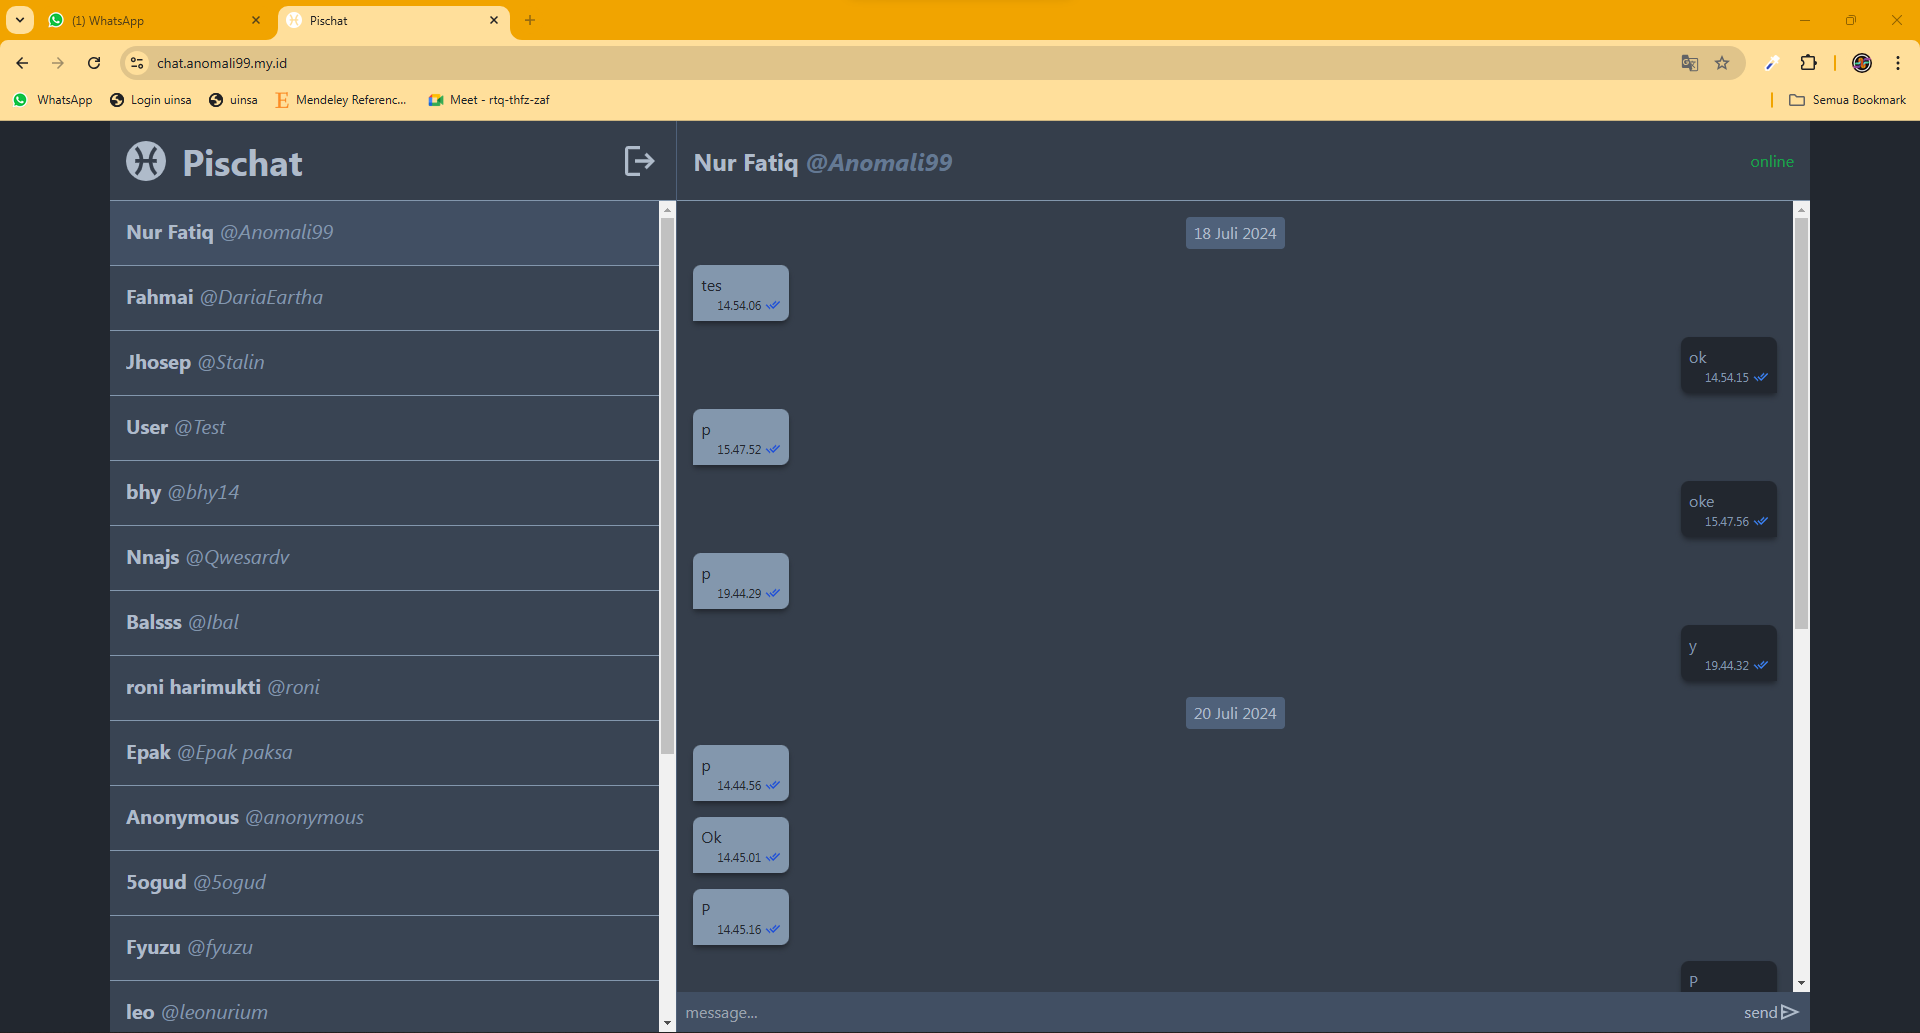 (1) WhatsApp
Pischat
chat.anomali99.my.id
WhatsApp
Login uinsa
uinsa
Mendeley Referenc...
Meet - rtq-thfz-zaf
Semua Bookmark
Pischat
Nur Fatiq @Anomali99
Fahmai @DariaEartha
Jhosep @Stalin
User @Test
bhy @bhy14
Nnajs @Qwesardv
Balsss @Ibal
roni harimukti @roni
Epak @Epak paksa
Anonymous @anonymous
5ogud @5ogud
Fyuzu @fyuzu
leo @leonurium
Nur Fatiq @Anomali99
online
18 Juli 2024
tes
14.54.06
ok
14.54.15
p
15.47.52
oke
15.47.56
p
19.44.29
y
19.44.32
20 Juli 2024
p
14.44.56
Ok
14.45.01
P
14.45.16
P
message...
send